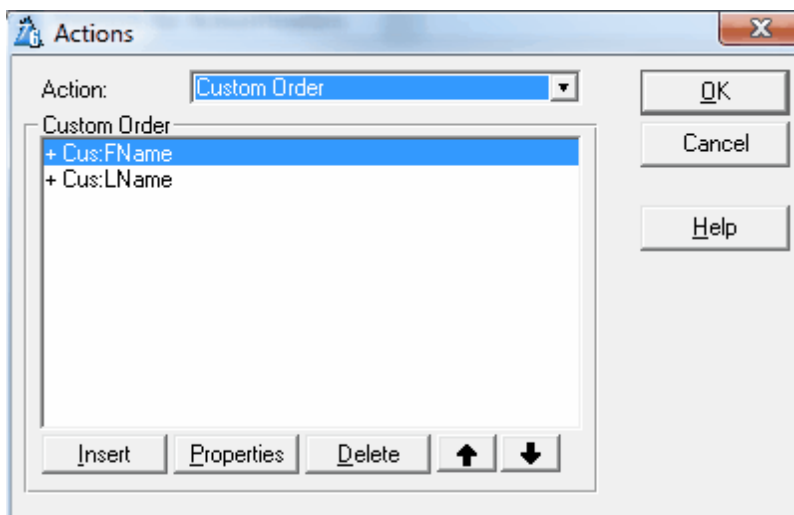 Actions
Action: Custom Order
OK
Custom Order
Cancel
+ Cus:FName
+ Cus:LName
Help
Insert Properties Delete